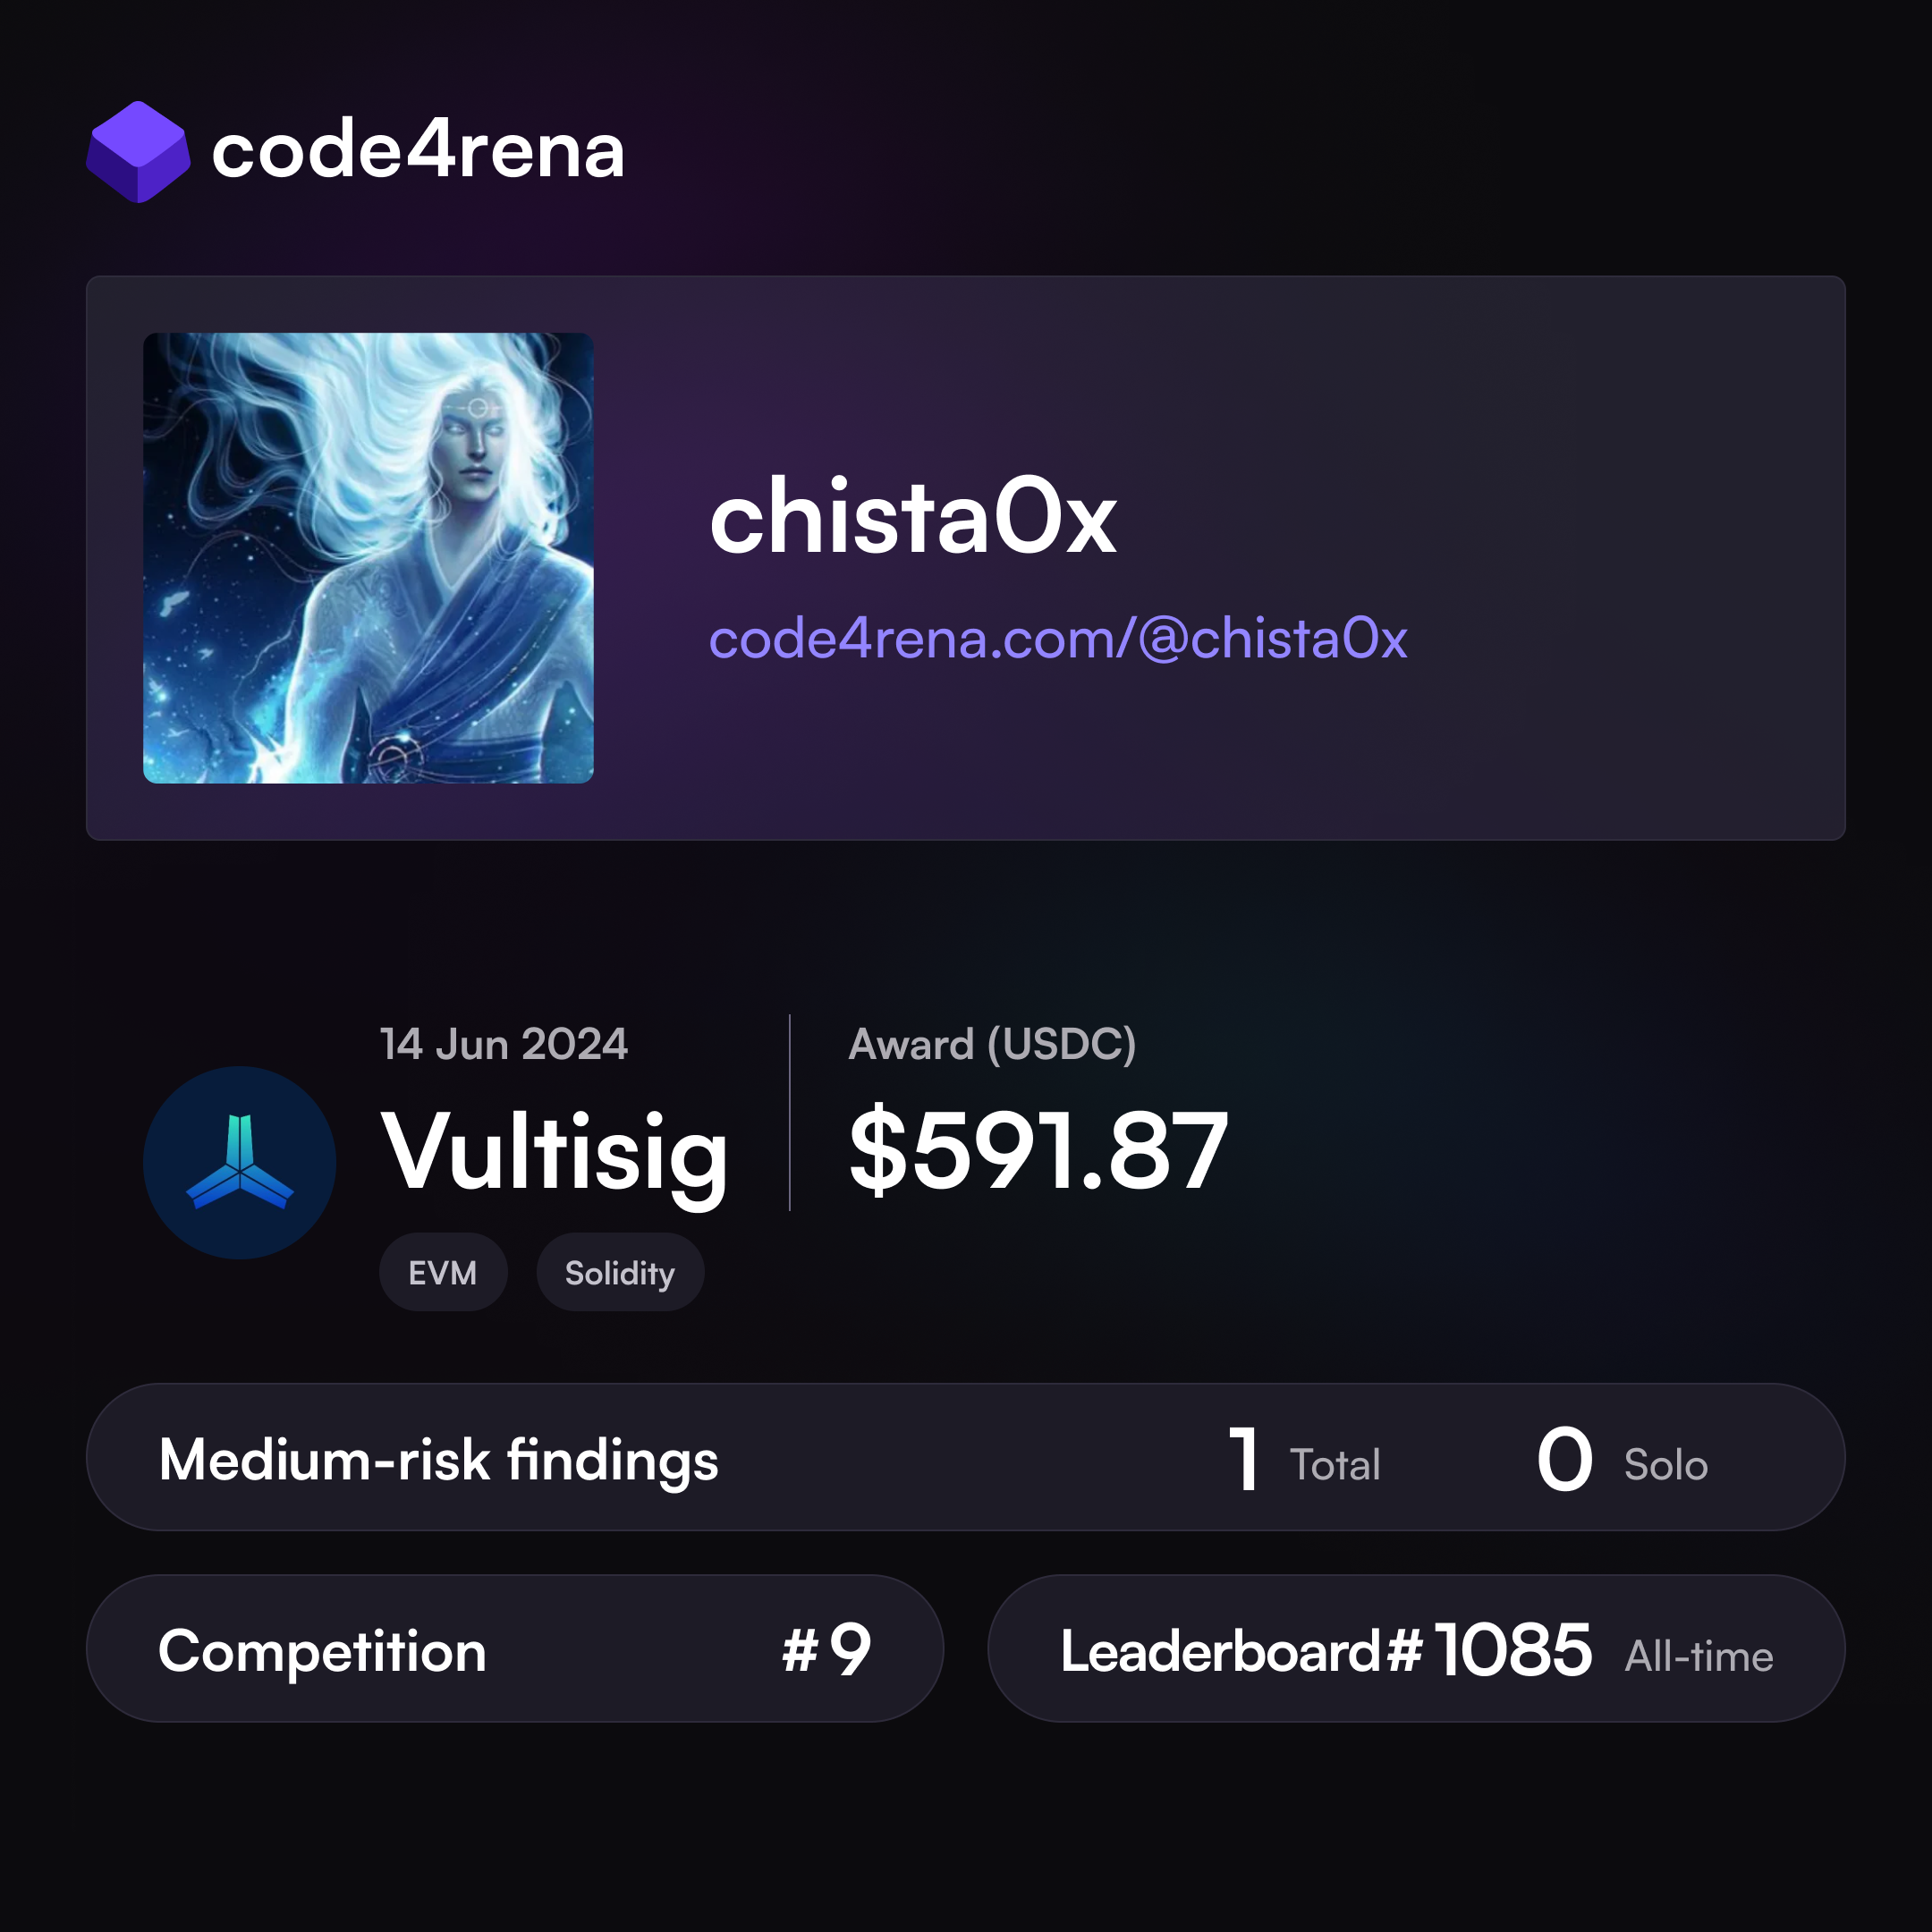 code4rena
chista0x
code4rena.com/@chista0x
14 Jun 2024
Vultisig
EVM Solidity
Award (USDC)
$591.87
Medium-risk findings 1 Total 0 Solo
Competition #9
Leaderboard #1085 All-time